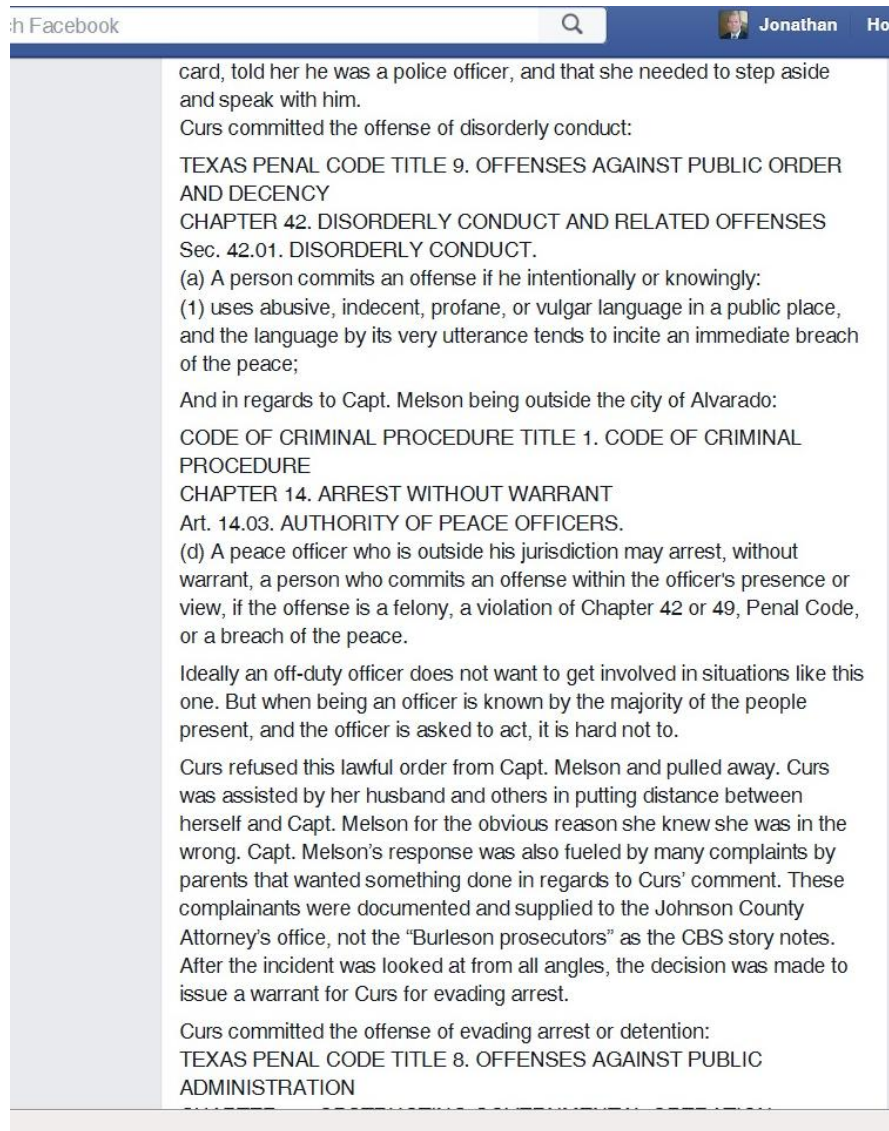 ch Facebook
Jonathan Ho
card, told her he was a police officer, and that she needed to step aside
and speak with him.
Curs committed the offense of disorderly conduct:
TEXAS PENAL CODE TITLE 9. OFFENSES AGAINST PUBLIC ORDER
AND DECENCY
CHAPTER 42. DISORDERLY CONDUCT AND RELATED OFFENSES
Sec. 42.01. DISORDERLY CONDUCT.
(a) A person commits an offense if he intentionally or knowingly:
(1) uses abusive, indecent, profane, or vulgar language in a public place,
and the language by its very utterance tends to incite an immediate breach
of the peace;
And in regards to Capt. Melson being outside the city of Alvarado:
CODE OF CRIMINAL PROCEDURE TITLE 1. CODE OF CRIMINAL
PROCEDURE
CHAPTER 14. ARREST WITHOUT WARRANT
Art. 14.03. AUTHORITY OF PEACE OFFICERS.
(d) A peace officer who is outside his jurisdiction may arrest, without
warrant, a person who commits an offense within the officer's presence or
view, if the offense is a felony, a violation of Chapter 42 or 49, Penal Code,
or a breach of the peace.
Ideally an off-duty officer does not want to get involved in situations like this
one. But when being an officer is known by the majority of the people
present, and the officer is asked to act, it is hard not to.
Curs refused this lawful order from Capt. Melson and pulled away. Curs
was assisted by her husband and others in putting distance between
herself and Capt. Melson for the obvious reason she knew she was in the
wrong. Capt. Melson’s response was also fueled by many complaints by
parents that wanted something done in regards to Curs’ comment. These
complainants were documented and supplied to the Johnson County
Attorney’s office, not the “Burleson prosecutors” as the CBS story notes.
After the incident was looked at from all angles, the decision was made to
issue a warrant for Curs for evading arrest.
Curs committed the offense of evading arrest or detention:
TEXAS PENAL CODE TITLE 8. OFFENSES AGAINST PUBLIC
ADMINISTRATION